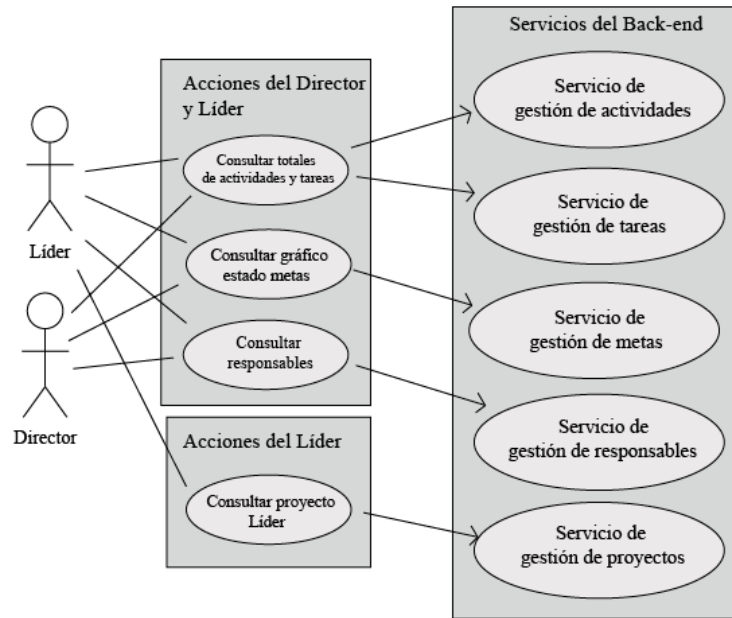 Servicios del Back-end
Acciones del Director
y Líder
Servicio de
gestión de actividades
Consultar totales
de actividades y tareas
Servicio de
gestión de tareas
Líder
Consultar gráfico
estado metas
Servicio de
gestión de metas
Consultar
responsables
Director
Acciones del Líder
Servicio de
gestión de responsables
Consultar proyecto
Líder
Servicio de
gestión de proyectos